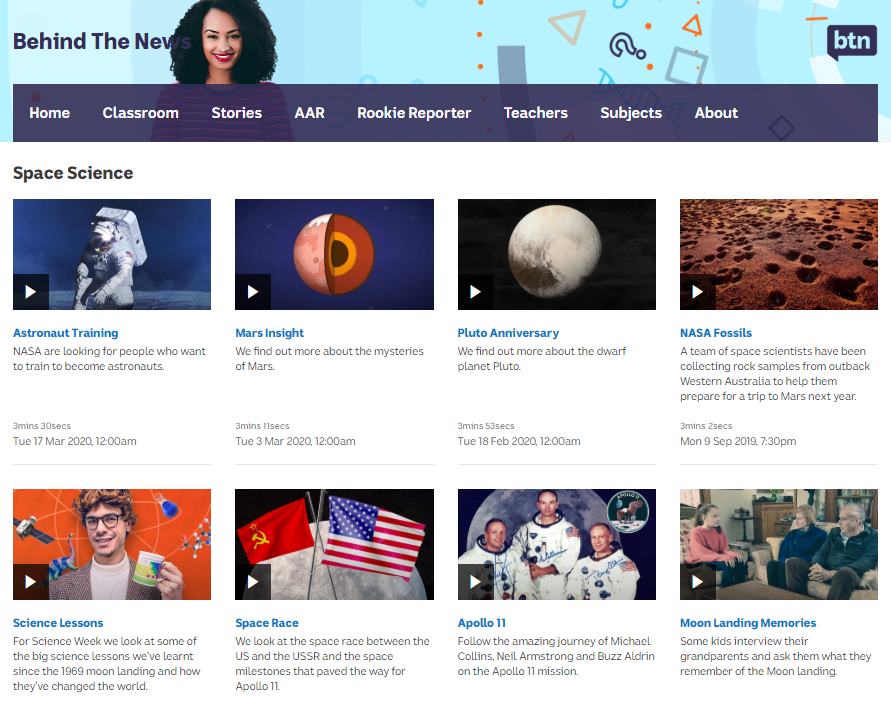 Behind The News
btn
Home Classroom Stories AAR Rookie Reporter Teachers Subjects About
Space Science
Astronaut Training
NASA are looking for people who want
to train to become astronauts.
3mins 30secs
Tue 17 Mar 2020, 12:00am
Mars Insight
We find out more about the mysteries
of Mars.
3mins 11secs
Tue 3 Mar 2020, 12:00am
Pluto Anniversary
We find out more about the dwarf
planet Pluto.
3mins 53secs
Tue 18 Feb 2020, 12:00am
NASA Fossils
A team of space scientists have been
collecting rock samples from outback
Western Australia to help them
prepare for a trip to Mars next year.
3mins 2secs
Mon 9 Sep 2019, 7:30pm
Science Lessons
For Science Week we look at some of
the big science lessons we've learnt
since the 1969 moon landing and how
they've changed the world.
Space Race
We look at the space race between the
US and the USSR and the space
milestones that paved the way for
Apollo 11.
APOLLO 11
Apollo 11
Follow the amazing journey of Michael
Collins, Neil Armstrong and Buzz Aldrin
on the Apollo 11 mission.
Moon Landing Memories
Some kids interview their
grandparents and ask them what they
remember of the Moon landing.